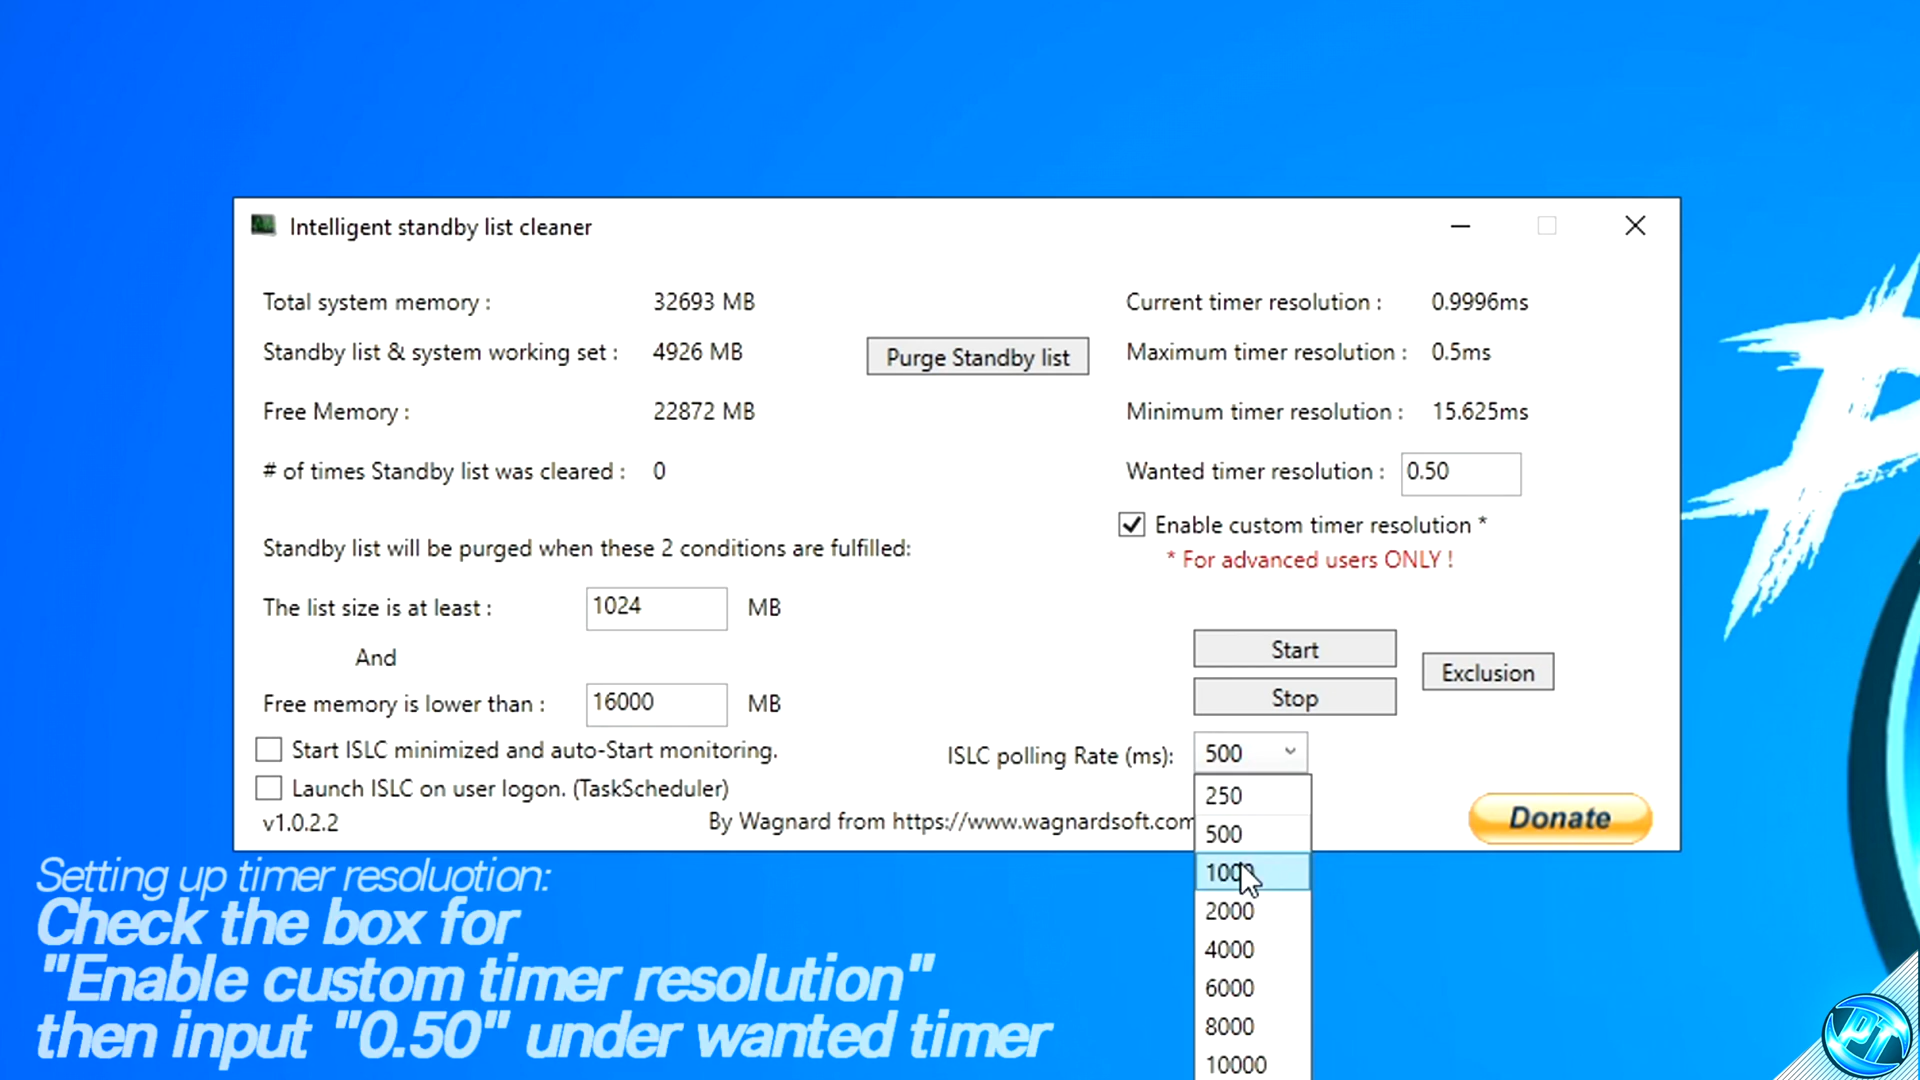 Intelligent standby list cleaner
Total system memory : 32693 MB
Current timer resolution : 0.9996ms
Standby list & system working set : 4926 MB
Purge Standby list
Maximum timer resolution : 0.5ms
Free Memory : 22872 MB
Minimum timer resolution : 15.625ms
# of times Standby list was cleared : 0
Wanted timer resolution : 0.50
Enable custom timer resolution *
* For advanced users ONLY !
Standby list will be purged when these 2 conditions are fulfilled:
The list size is at least : 1024 MB
And
Free memory is lower than : 16000 MB
Start
Stop
Exclusion
Start ISLC minimized and auto-Start monitoring.
ISLC polling Rate (ms): 500
Launch ISLC on user logon. (TaskScheduler)
v1.0.2.2
By Wagnard from https://www.wagnardsoft.com
250
500
1000
2000
4000
6000
8000
10000
Donate
Setting up timer resoluotion:
Check the box for
"Enable custom timer resolution"
then input "0.50" under wanted timer
PT